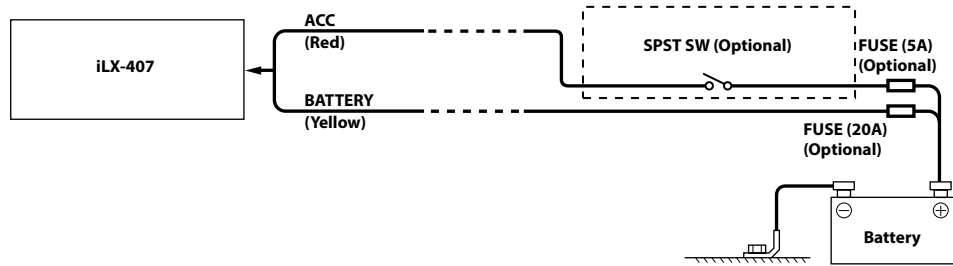 ACC
(Red)
SPST SW (Optional)
FUSE (5A)
(Optional)
iLX-407
BATTERY
(Yellow)
FUSE (20A)
(Optional)
Battery